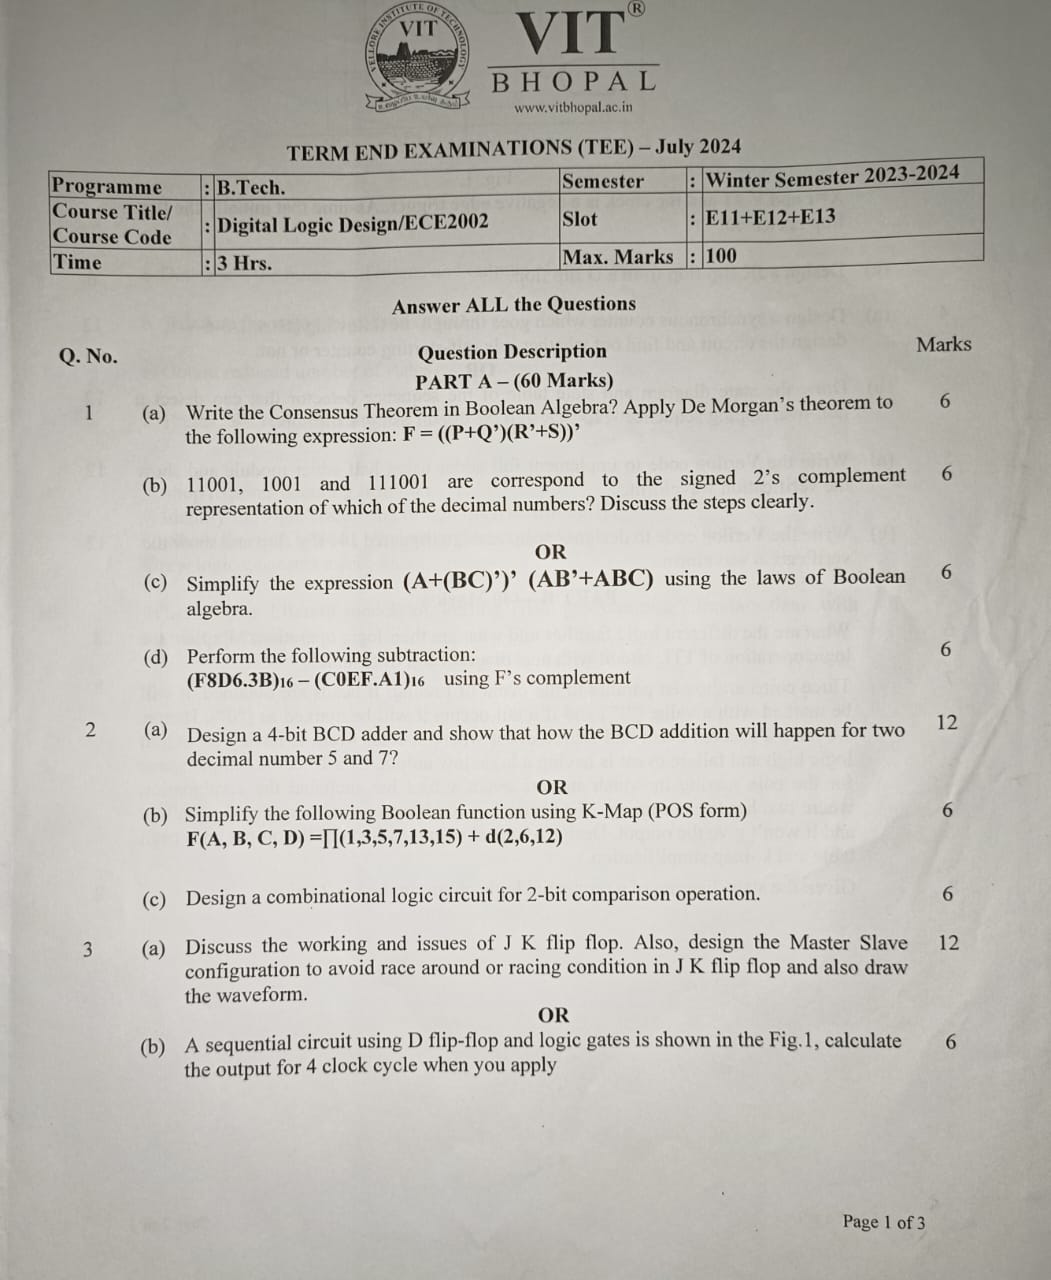 VELLORE INSTITUTE OF TECHNOLOGY
VIT
VIT®
BHOPAL
www.vitbhopal.ac.in
TERM END EXAMINATIONS (TEE) – July 2024
Programme : B.Tech. Semester : Winter Semester 2023-2024
Course Title/ Course Code : Digital Logic Design/ECE2002 Slot : E11+E12+E13
Time : 3 Hrs. Max. Marks : 100
Answer ALL the Questions
Q. No. Question Description Marks
PART A – (60 Marks)
1 (a) Write the Consensus Theorem in Boolean Algebra? Apply De Morgan’s theorem to 6
the following expression: F = ((P+Q’)(R’+S))’
(b) 11001, 1001 and 111001 are correspond to the signed 2’s complement 6
representation of which of the decimal numbers? Discuss the steps clearly.
OR
(c) Simplify the expression (A+(BC)’)’ (AB’+ABC) using the laws of Boolean 6
algebra.
(d) Perform the following subtraction: 6
(F8D6.3B)16 – (C0EF.A1)16 using F’s complement
2 (a) Design a 4-bit BCD adder and show that how the BCD addition will happen for two 12
decimal number 5 and 7?
OR
(b) Simplify the following Boolean function using K-Map (POS form) 6
F(A, B, C, D) =∏(1,3,5,7,13,15) + d(2,6,12)
(c) Design a combinational logic circuit for 2-bit comparison operation. 6
3 (a) Discuss the working and issues of J K flip flop. Also, design the Master Slave 12
configuration to avoid race around or racing condition in J K flip flop and also draw
the waveform.
OR
(b) A sequential circuit using D flip-flop and logic gates is shown in the Fig.1, calculate 6
the output for 4 clock cycle when you apply
Page 1 of 3